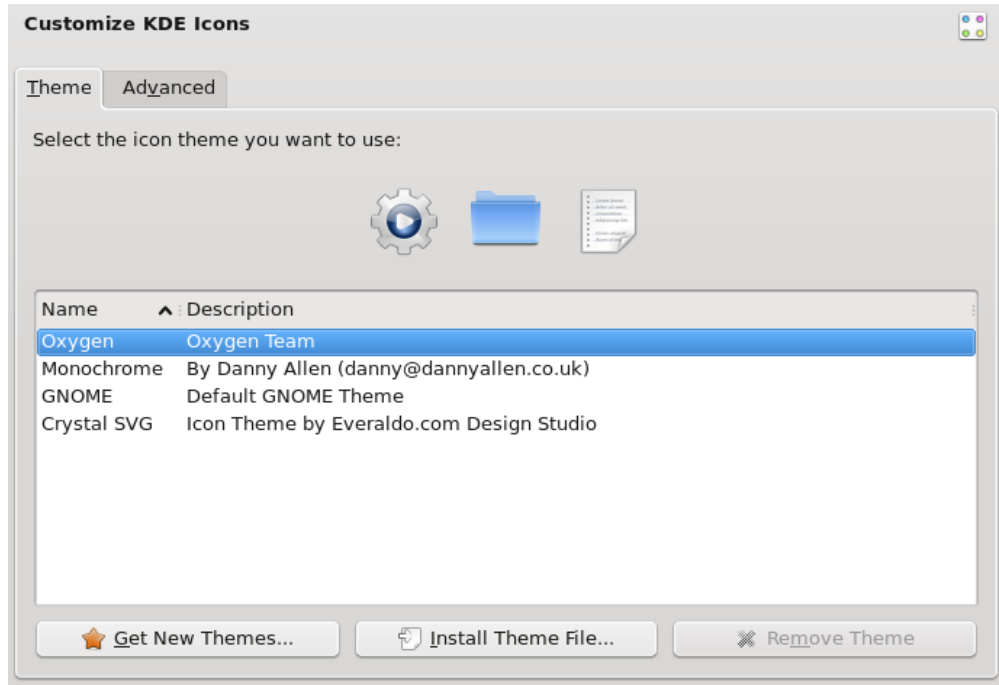 Customize KDE Icons
Theme Advanced
Select the icon theme you want to use:
Name Description
Oxygen Oxygen Team
Monochrome By Danny Allen (danny@dannyallen.co.uk)
GNOME Default GNOME Theme
Crystal SVG Icon Theme by Everaldo.com Design Studio
Get New Themes... Install Theme File... Remove Theme